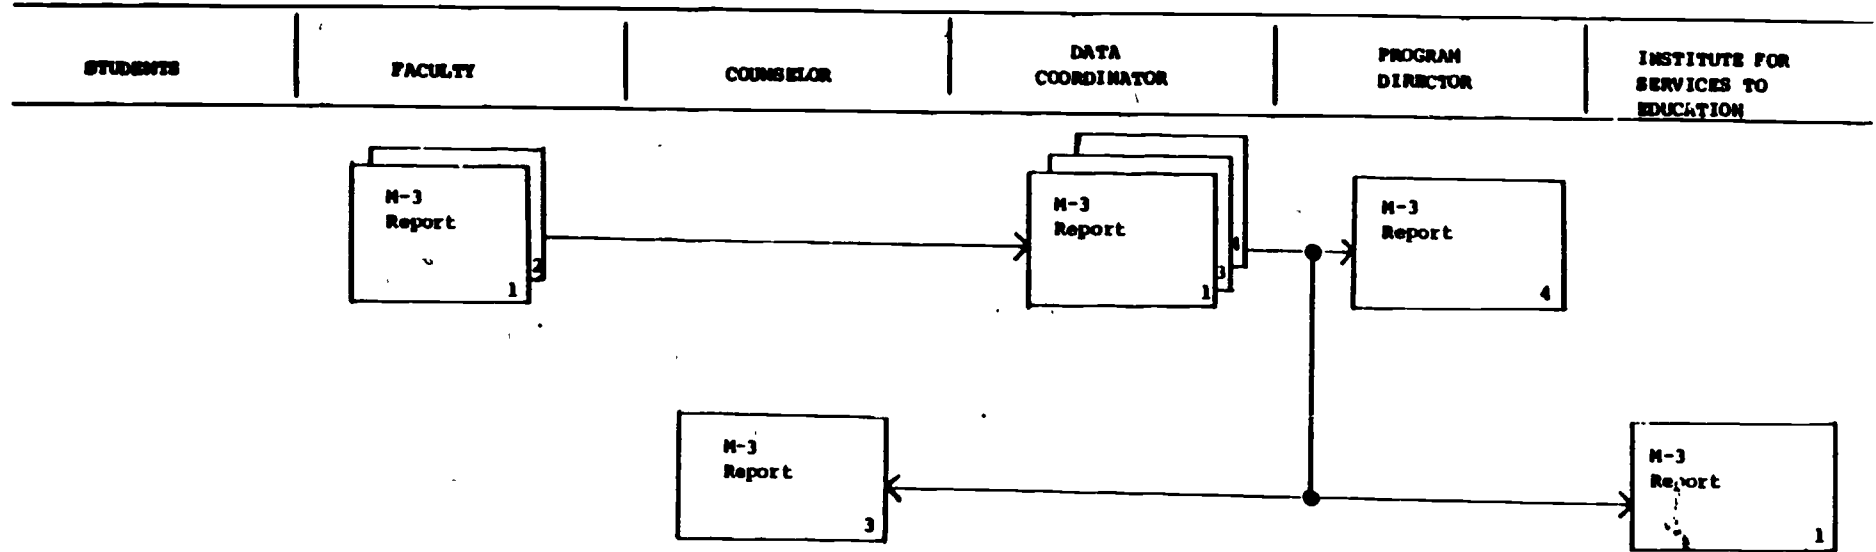 STUDENTS
FACULTY
COUNSELOR
DATA
COORDINATOR
PROGRAM
DIRECTOR
INSTITUTE FOR
SERVICES TO
EDUCATION
M-3
Report
1
2
M-3
Report
1
3
4
M-3
Report
4
M-3
Report
3
M-3
Report
1